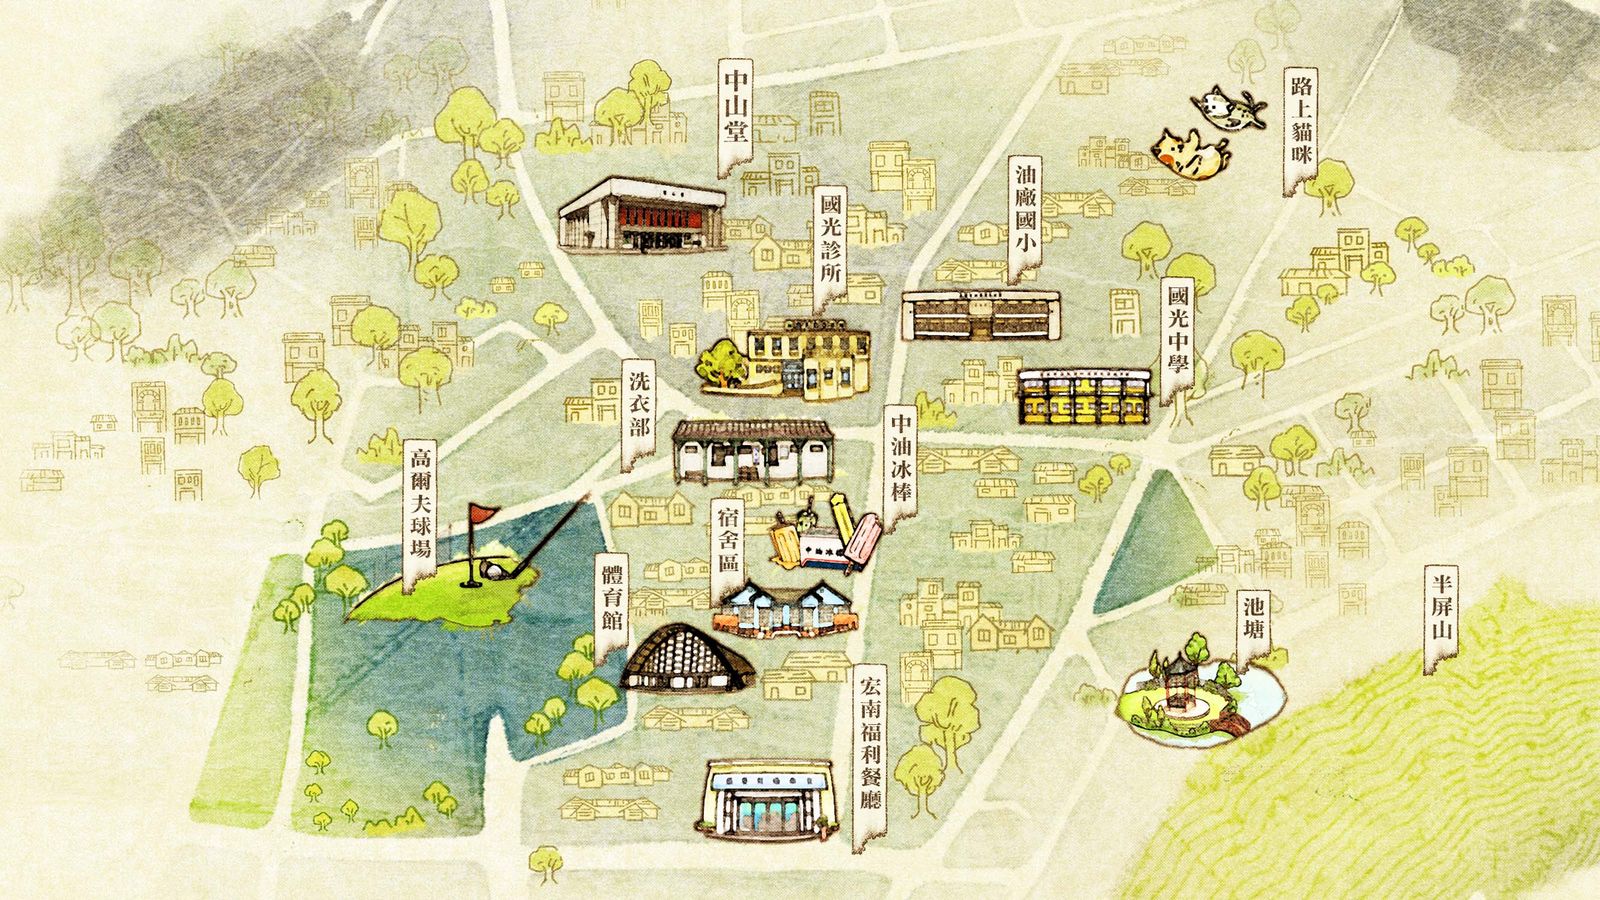 中山堂
路上貓咪
油廠國小
國光診所
國光中學
洗衣部
中油冰棒
高爾夫球場
宿舍區
體育館
池塘
半屏山
宏南福利餐廳